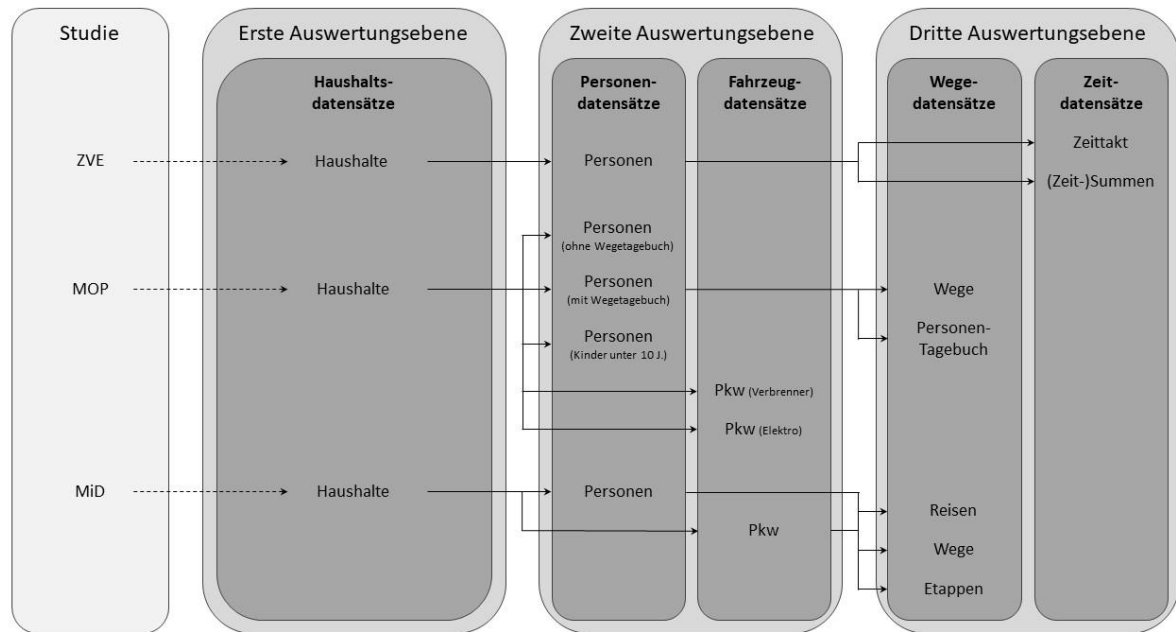 Studie
Erste Auswertungsebene
Zweite Auswertungsebene
Dritte Auswertungsebene
Haushalts-
datensätze
Personen-
datensätze
Fahrzeug-
datensätze
Wege-
datensätze
Zeit-
datensätze
ZVE
Haushalte
Personen
Zeittakt
(Zeit-)Summen
MOP
Haushalte
Personen
(ohne Wegetagebuch)
Personen
(mit Wegetagebuch)
Personen
(Kinder unter 10 J.)
Pkw (Verbrenner)
Pkw (Elektro)
Wege
Personen-
Tagebuch
MiD
Haushalte
Personen
Pkw
Reisen
Wege
Etappen